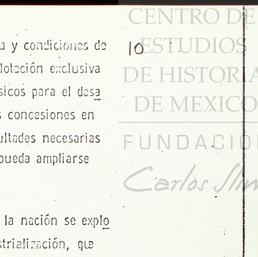 a y condiciones de
10
lotación exclusiva
sicos para el desa
s concesiones en
ultades necesarias
pueda ampliarse
la nación se explo
strialización, que
CENTRO DE
ESTUDIOS
DE HISTORIA
DE MEXICO
FUNDACIÓN
Carlos Slim